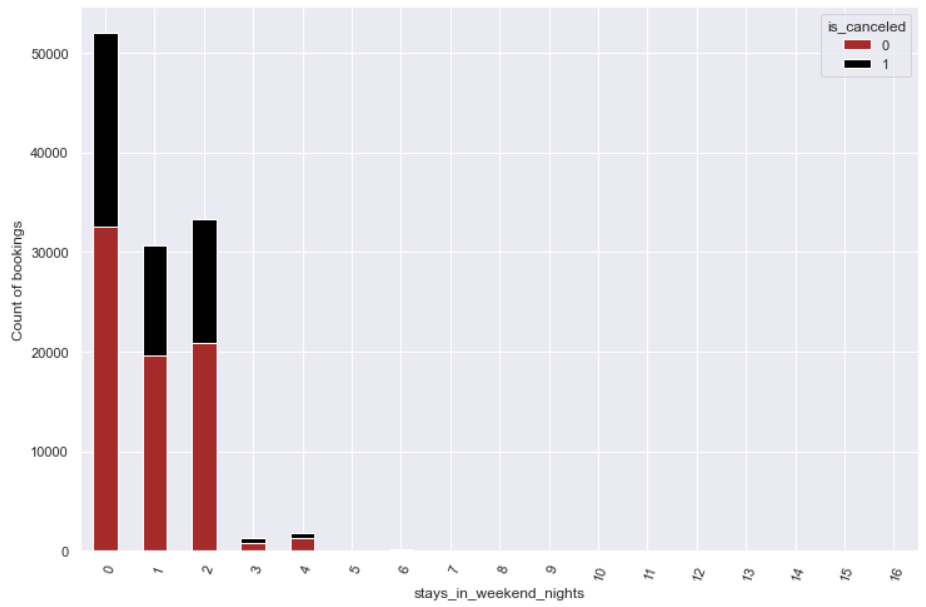 is_canceled
0
1
Count of bookings
50000
40000
30000
20000
10000
0
0 1 2 3 4 5 6 7 8 9 10 11 12 13 14 15 16
stays_in_weekend_nights